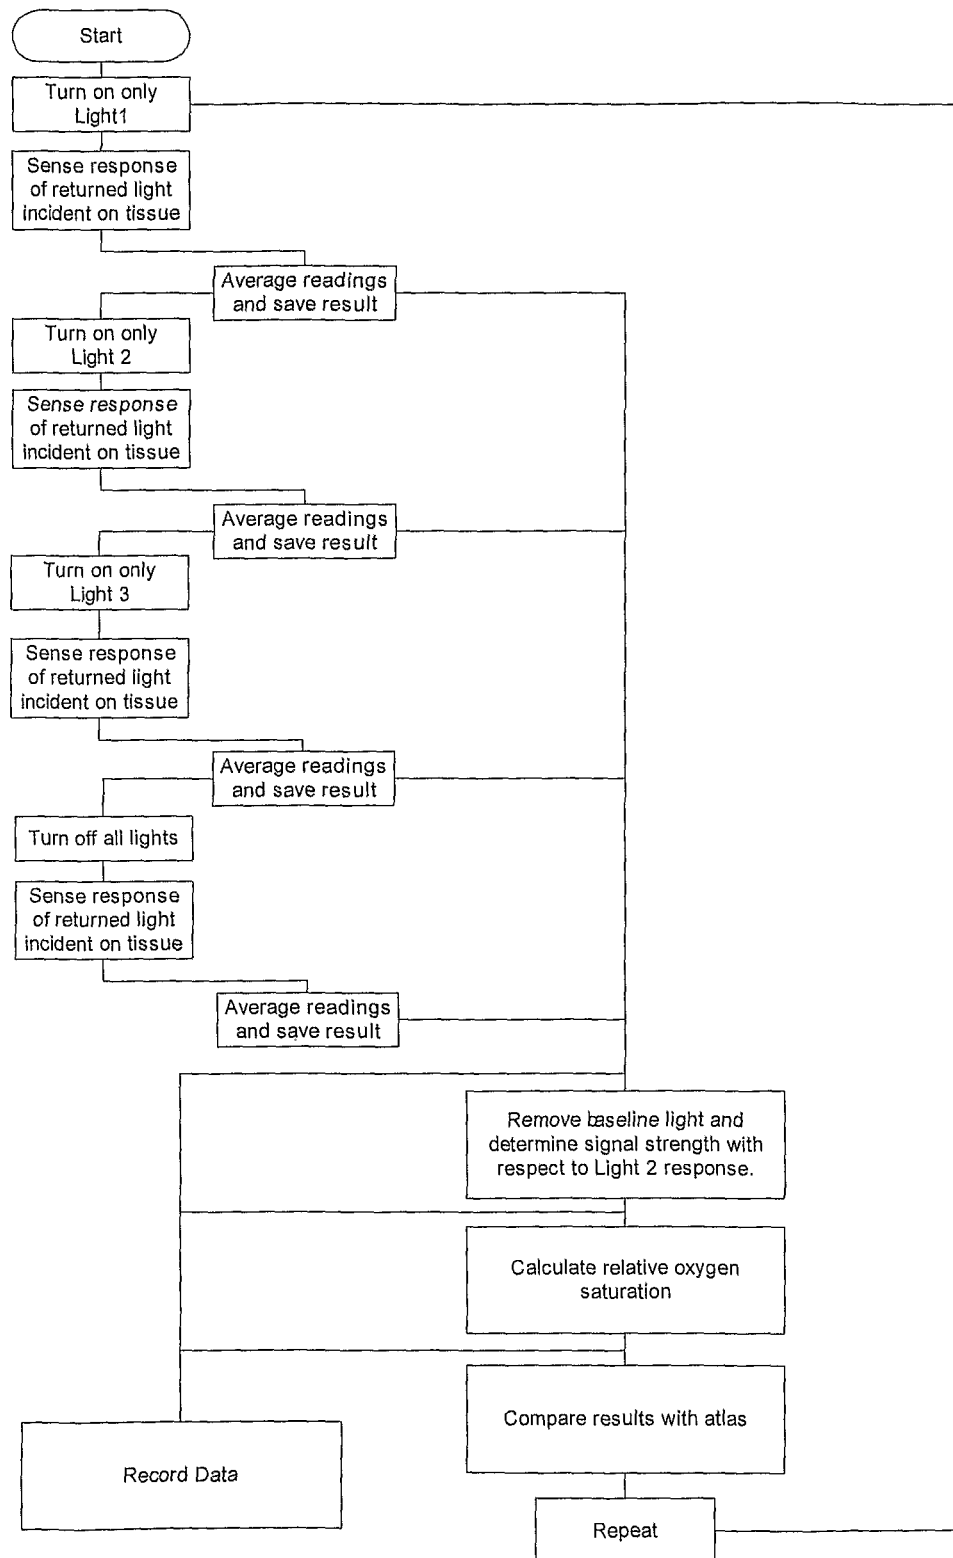 Start
Turn on only
Light1
Sense response
of returned light
incident on tissue
Average readings
and save result
Turn on only
Light 2
Sense response
of returned light
incident on tissue
Average readings
and save result
Turn on only
Light 3
Sense response
of returned light
incident on tissue
Average readings
and save result
Turn off all lights
Sense response
of returned light
incident on tissue
Average readings
and save result
Remove baseline light and
determine signal strength with
respect to Light 2 response.
Calculate relative oxygen
saturation
Compare results with atlas
Record Data
Repeat